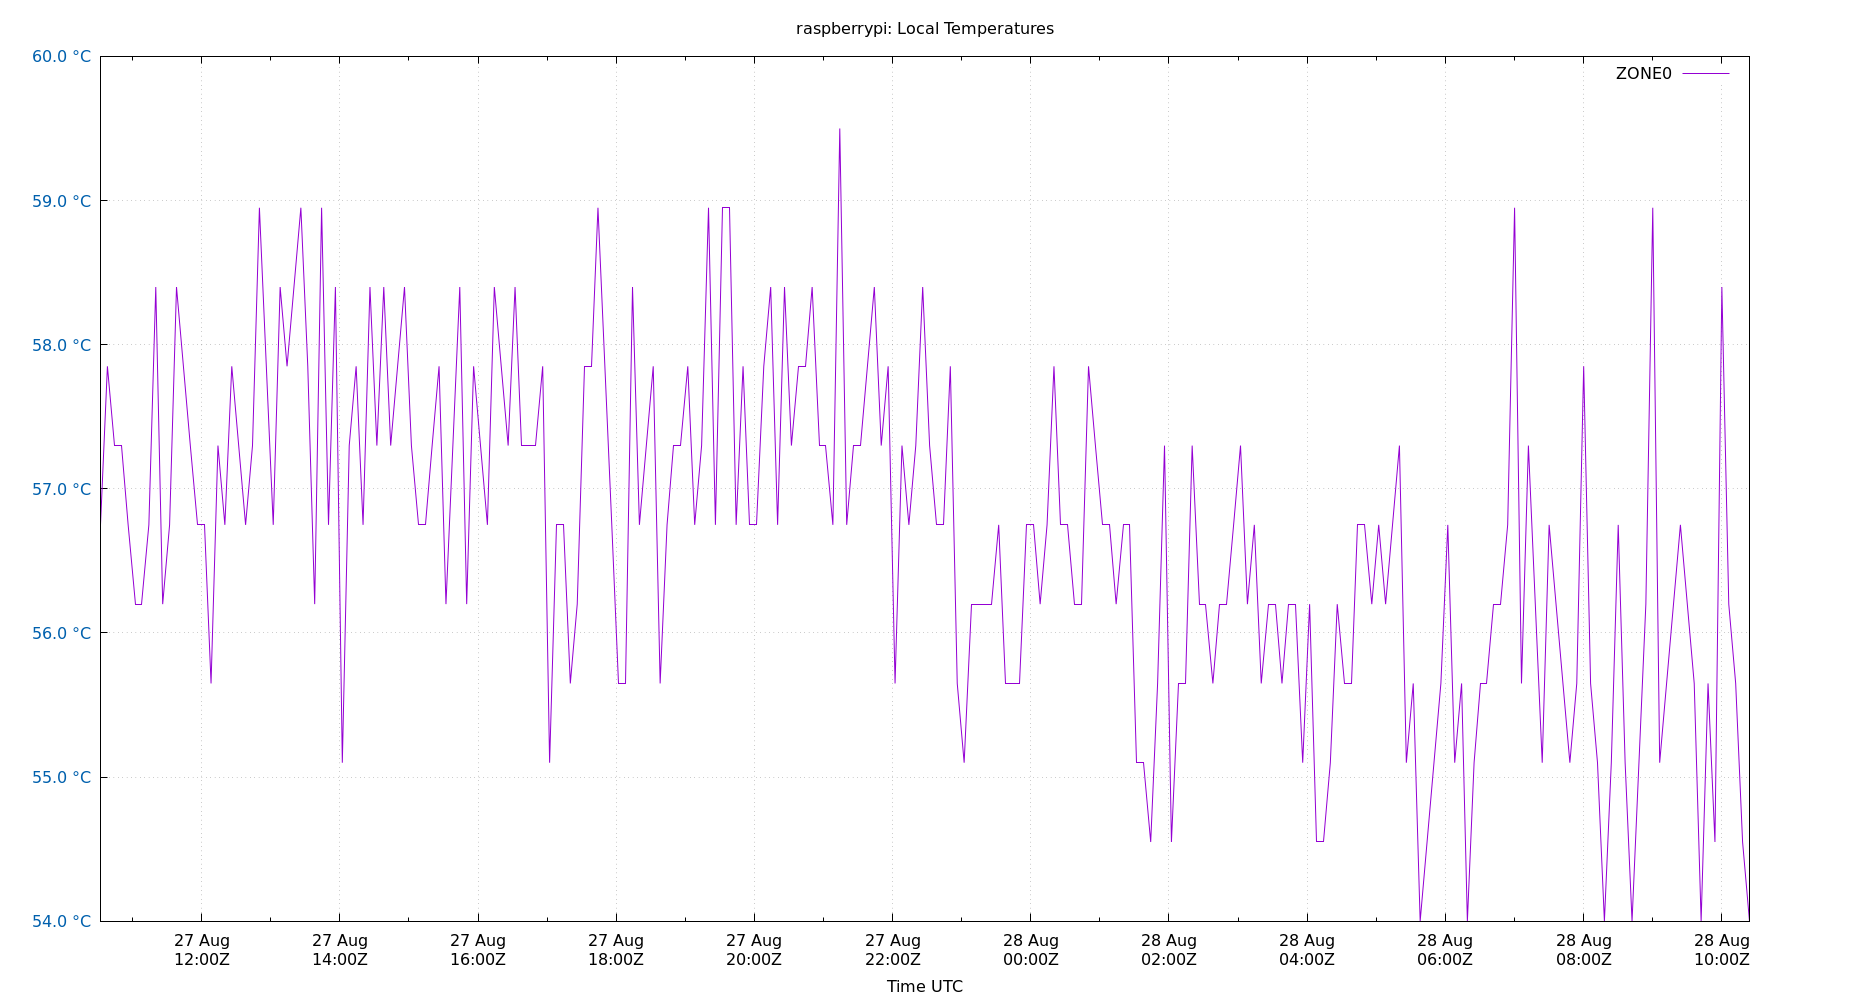 raspberrypi: Local Temperatures
60.0 °C
ZONE0
59.0 °C
58.0 °C
57.0 °C
56.0 °C
55.0 °C
54.0 °C
27 Aug 27 Aug 27 Aug 27 Aug 27 Aug 27 Aug 28 Aug 28 Aug 28 Aug 28 Aug 28 Aug 28 Aug
12:00Z 14:00Z 16:00Z 18:00Z 20:00Z 22:00Z 00:00Z 02:00Z 04:00Z 06:00Z 08:00Z 10:00Z
Time UTC